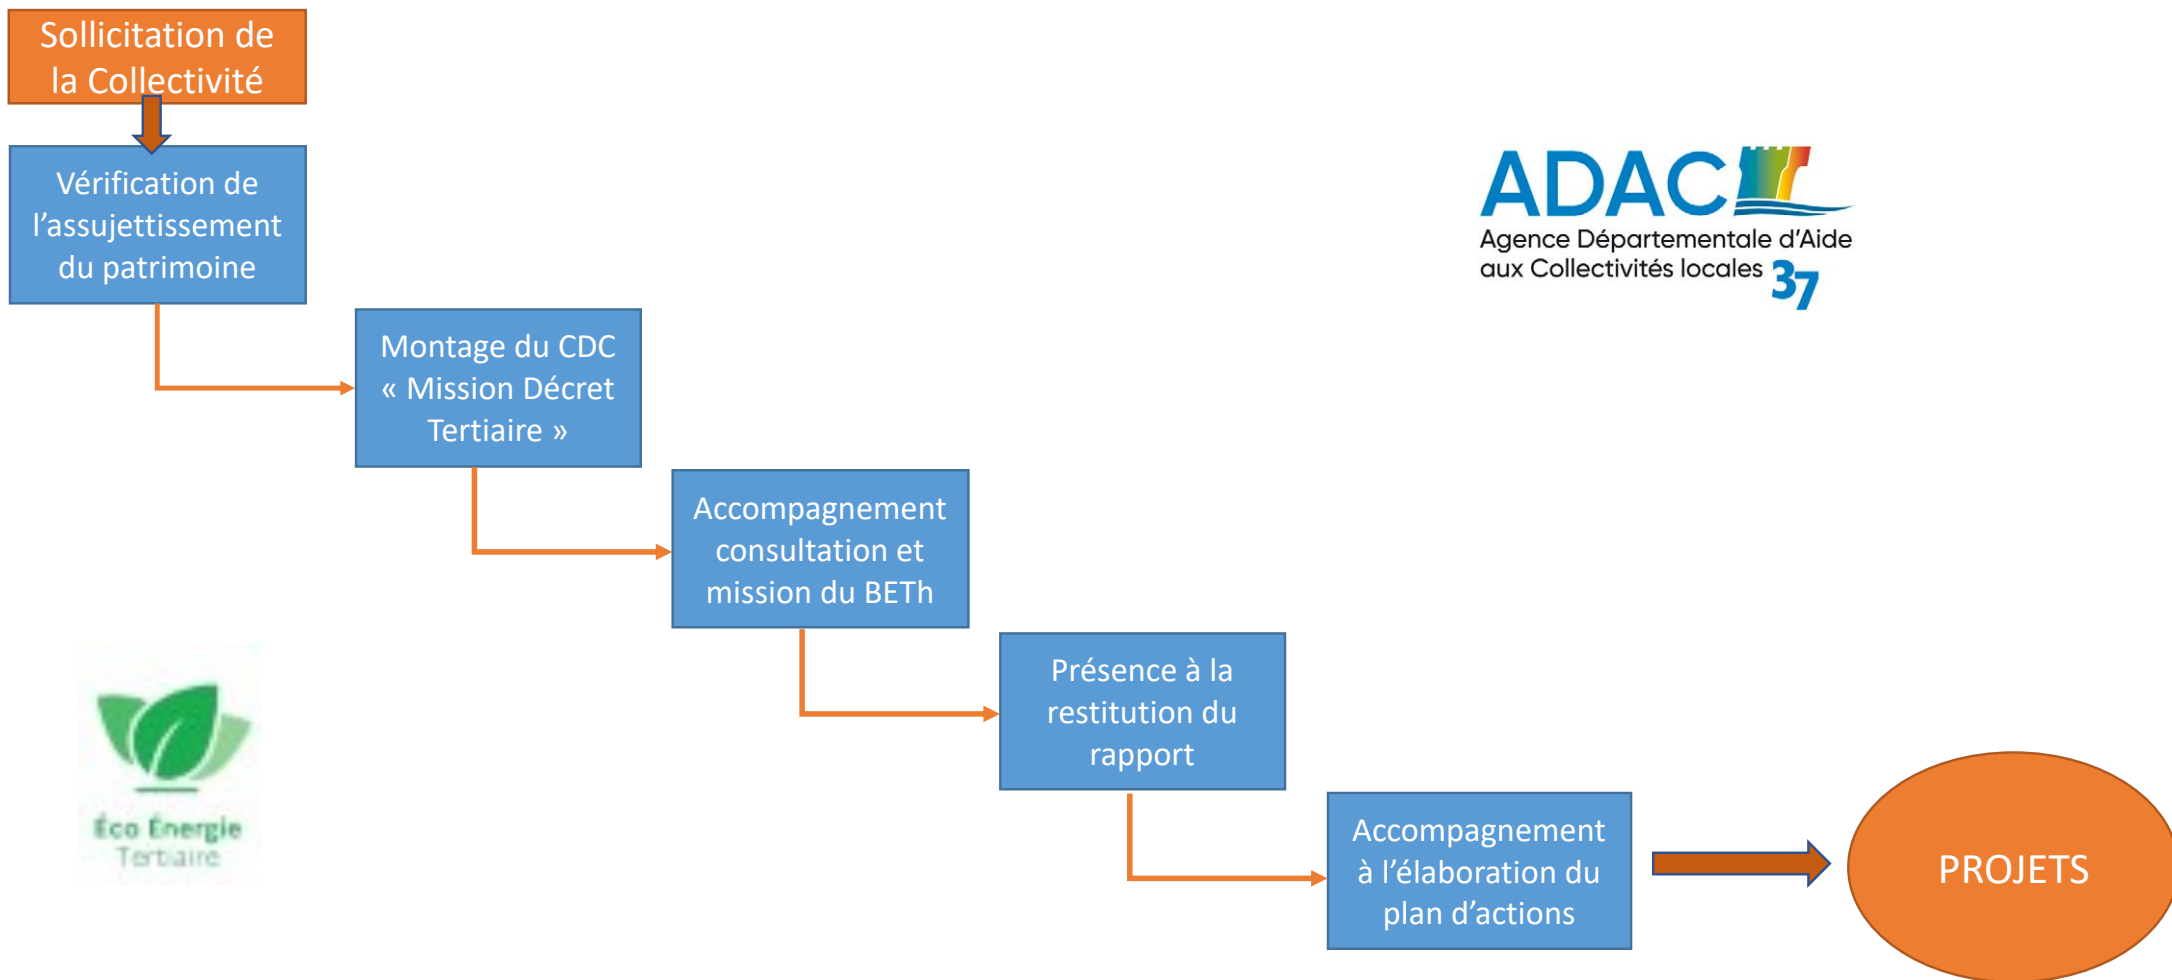 Sollicitation de
la Collectivité
Vérification de
l’assujettissement
du patrimoine
ADAC
Agence Départementale d'Aide
aux Collectivités locales 37
Montage du CDC
« Mission Décret
Tertiaire »
Accompagnement
consultation et
mission du BETh
Présence à la
restitution du
rapport
Éco Énergie
Tertiaire
Accompagnement
à l’élaboration du
plan d’actions
PROJETS